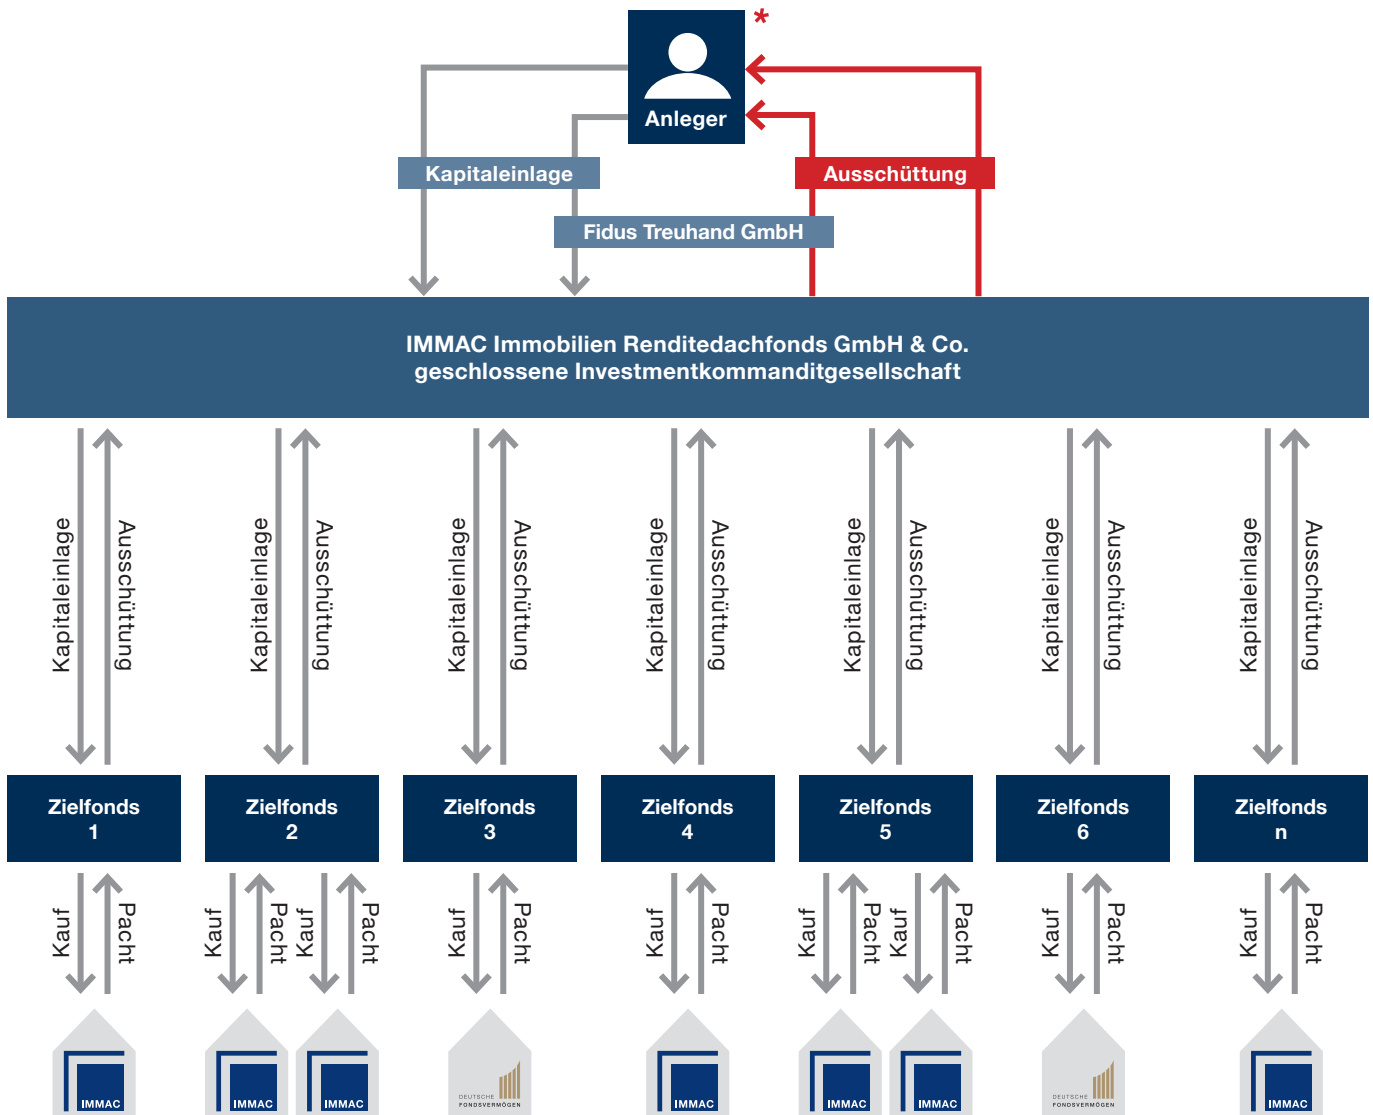 *
Anleger
Kapitaleinlage
Ausschüttung
Fidus Treuhand GmbH
IMMAC Immobilien Renditedachfonds GmbH & Co.
geschlossene Investmentkommanditgesellschaft
Kapitaleinlage
Ausschüttung
Kapitaleinlage
Ausschüttung
Kapitaleinlage
Ausschüttung
Kapitaleinlage
Ausschüttung
Kapitaleinlage
Ausschüttung
Kapitaleinlage
Ausschüttung
Kapitaleinlage
Ausschüttung
Zielfonds
1
Zielfonds
2
Zielfonds
3
Zielfonds
4
Zielfonds
5
Zielfonds
6
Zielfonds
n
Kauf
Pacht
Kauf
Pacht
Kauf
Pacht
Kauf
Pacht
Kauf
Pacht
Kauf
Pacht
Kauf
Pacht
Kauf
Pacht
Kauf
Pacht
IMMAC
IMMAC
IMMAC
DEUTSCHE
FONDSVERMÖGEN
IMMAC
IMMAC
IMMAC
DEUTSCHE
FONDSVERMÖGEN
IMMAC